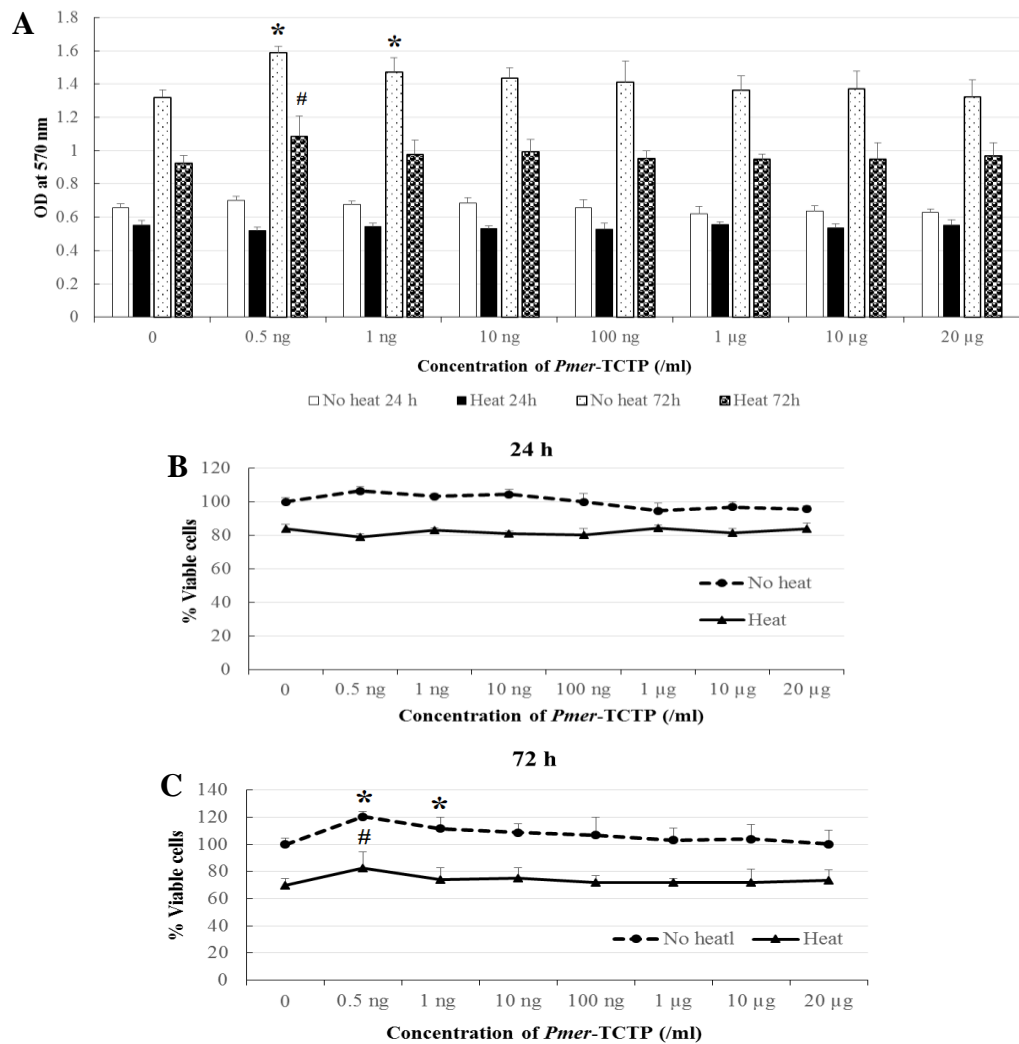 A
OD at 570 nm
1.8
1.6
1.4
1.2
1
0.8
0.6
0.4
0.2
0
* *
#
0 0.5 ng 1 ng 10 ng 100 ng 1 µg 10 µg 20 µg
Concentration of Pmer-TCTP (/ml)
No heat 24 h Heat 24h No heat 72h Heat 72h
B
24 h
% Viable cells
120
100
80
60
40
20
0
No heat
Heat
0 0.5 ng 1 ng 10 ng 100 ng 1 µg 10 µg 20 µg
Concentration of Pmer-TCTP (/ml)
C
72 h
% Viable cells
140
120
100
80
60
40
20
0
* *
#
No heatl Heat
0 0.5 ng 1 ng 10 ng 100 ng 1 µg 10 µg 20 µg
Concentration of Pmer-TCTP (/ml)